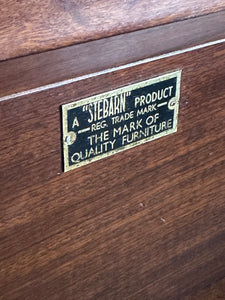 A "STEBARN" PRODUCT
REG. TRADE MARK
THE MARK OF
QUALITY FURNITURE